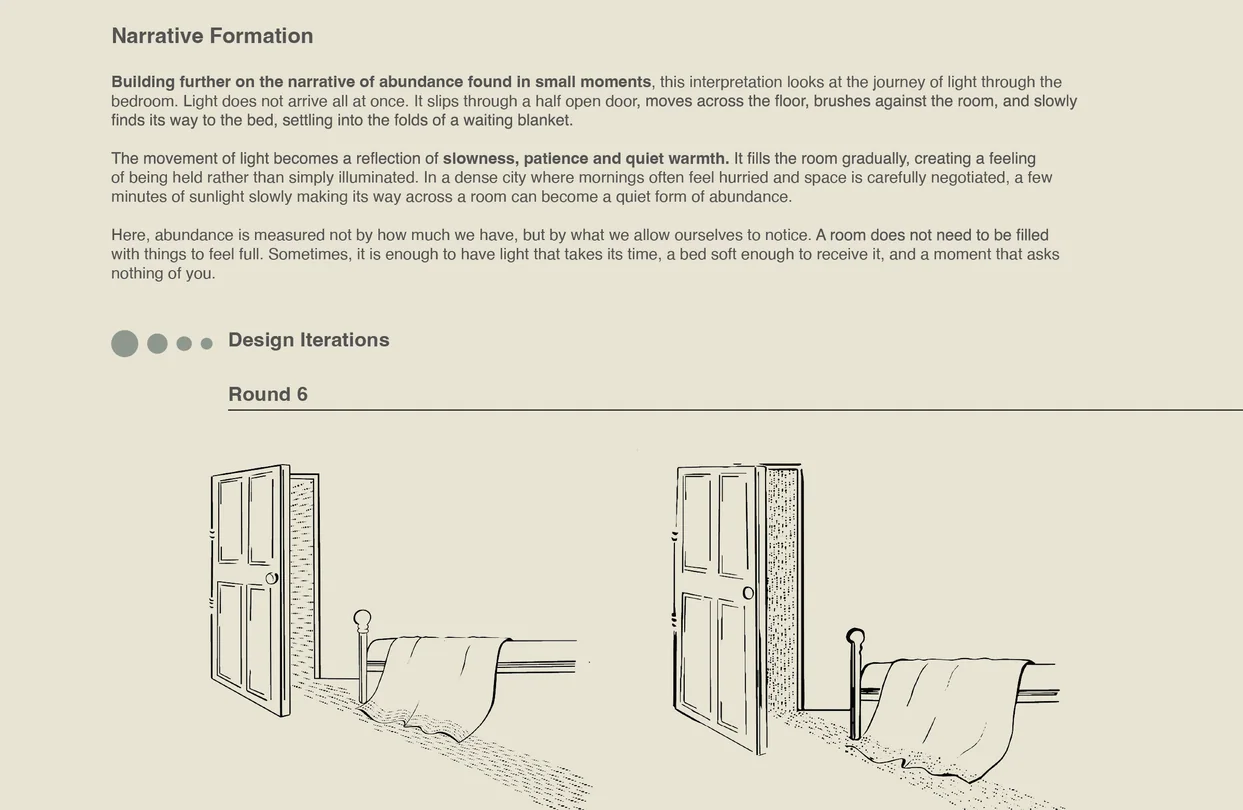 Narrative Formation
Building further on the narrative of abundance found in small moments, this interpretation looks at the journey of light through the
bedroom. Light does not arrive all at once. It slips through a half open door, moves across the floor, brushes against the room, and slowly
finds its way to the bed, settling into the folds of a waiting blanket.
The movement of light becomes a reflection of slowness, patience and quiet warmth. It fills the room gradually, creating a feeling
of being held rather than simply illuminated. In a dense city where mornings often feel hurried and space is carefully negotiated, a few
minutes of sunlight slowly making its way across a room can become a quiet form of abundance.
Here, abundance is measured not by how much we have, but by what we allow ourselves to notice. A room does not need to be filled
with things to feel full. Sometimes, it is enough to have light that takes its time, a bed soft enough to receive it, and a moment that asks
nothing of you.
Design Iterations
Round 6